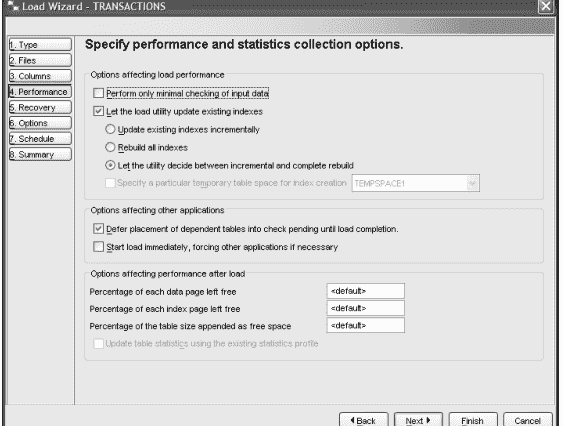 Load Wizard - TRANSACTIONS
1. Type
2. Files
3. Columns
4. Performance
5. Recovery
6. Options
7. Schedule
8. Summary
Specify performance and statistics collection options.
Options affecting load performance
Perform only minimal checking of input data
Let the load utility update existing indexes
Update existing indexes incrementally
Rebuild all indexes
Let the utility decide between incremental and complete rebuild
Specify a particular temporary table space for index creation TEMPSPACE1
Options affecting other applications
Defer placement of dependent tables into check pending until load completion.
Start load immediately, forcing other applications if necessary
Options affecting performance after load
Percentage of each data page left free <default>
Percentage of each index page left free <default>
Percentage of the table size appended as free space <default>
Update table statistics using the existing statistics profile
Back Next Finish Cancel